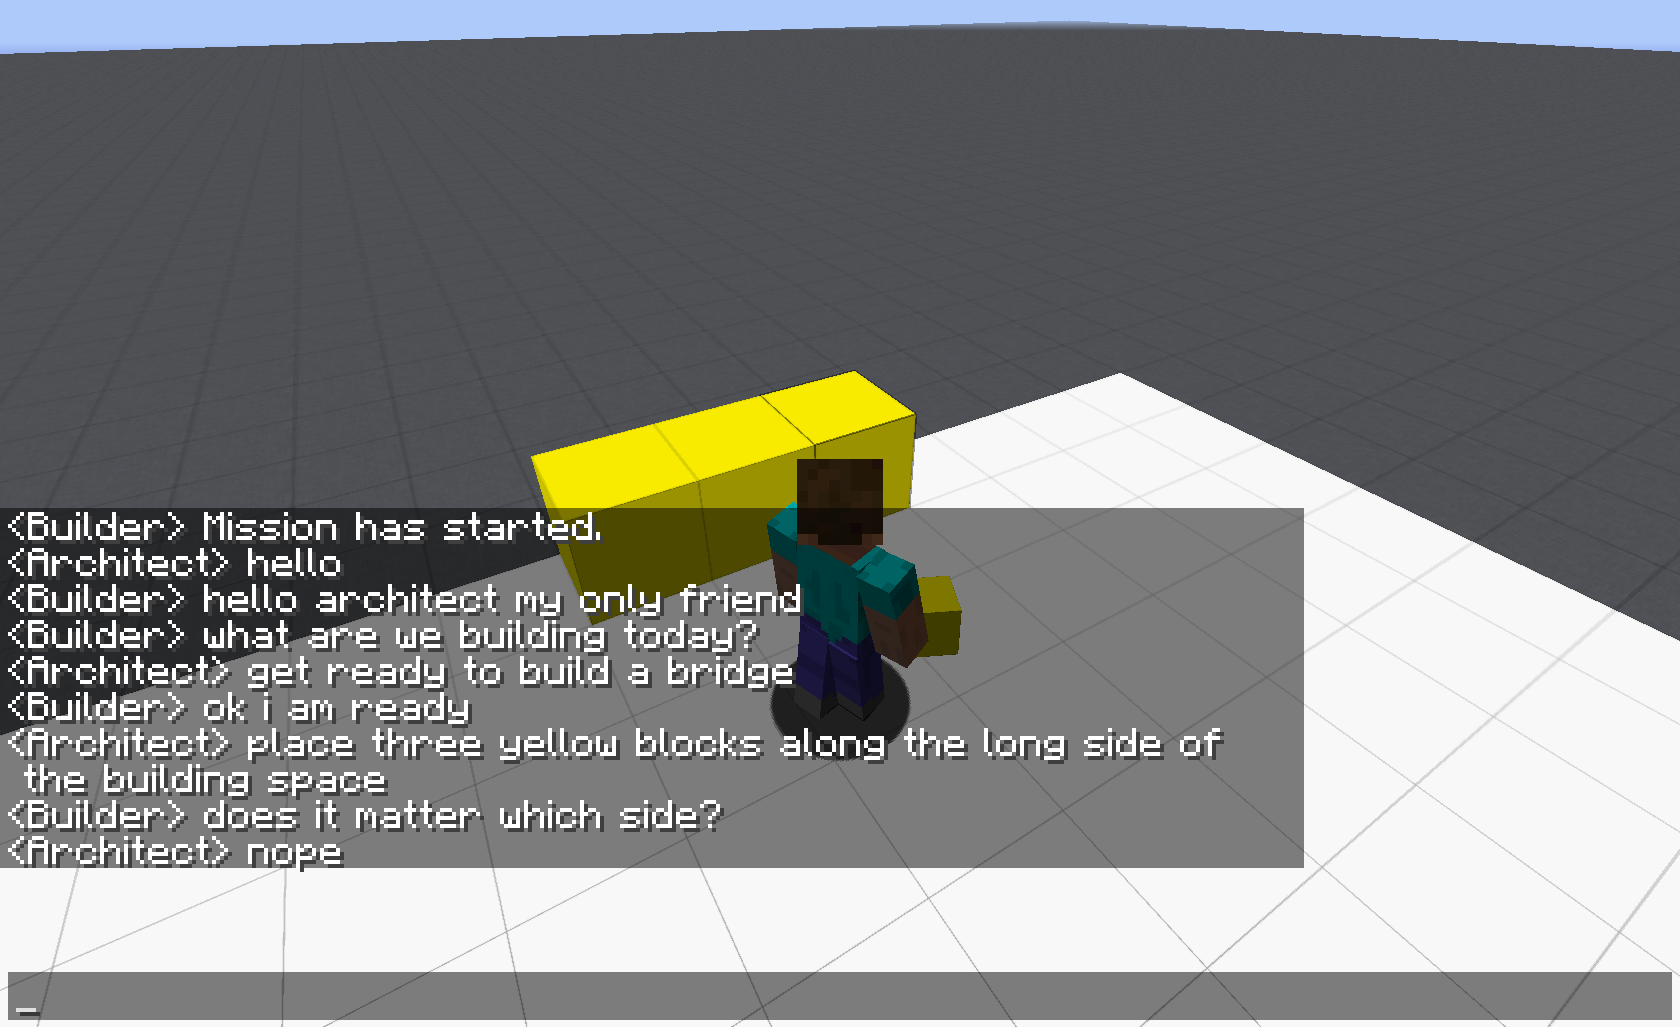 <Builder> Mission has started.
<Architect> hello
<Builder> hello architect my only friend
<Builder> what are we building today?
<Architect> get ready to build a bridge
<Builder> ok i am ready
<Architect> place three yellow blocks along the long side of
the building space
<Builder> does it matter which side?
<Architect> nope
_